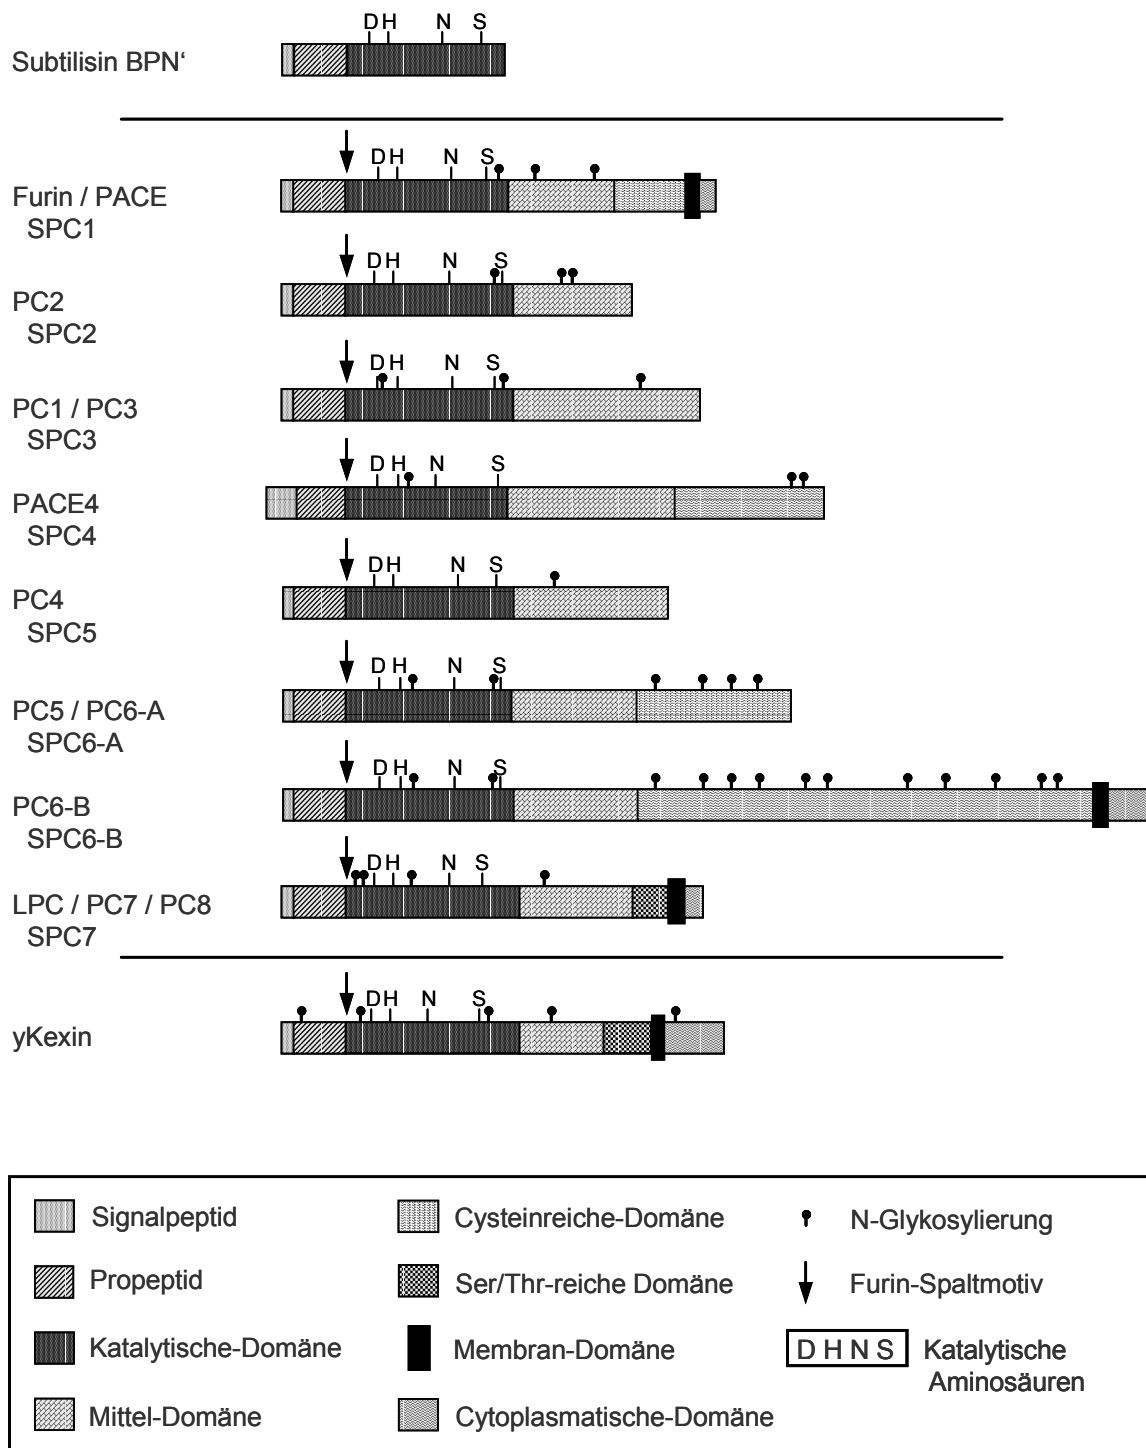 D H N S
Subtilisin BPN‘
D H N S
Furin / PACE
SPC1
D H N S
PC2
SPC2
D H N S
PC1 / PC3
SPC3
D H N S
PACE4
SPC4
D H N S
PC4
SPC5
D H N S
PC5 / PC6-A
SPC6-A
D H N S
PC6-B
SPC6-B
D H N S
LPC / PC7 / PC8
SPC7
D H N S
yKexin
Signalpeptid
Propeptid
Katalytische-Domäne
Mittel-Domäne
Cysteinreiche-Domäne
Ser/Thr-reiche Domäne
Membran-Domäne
Cytoplasmatische-Domäne
N-Glykosylierung
Furin-Spaltmotiv
D H N S Katalytische
Aminosäuren